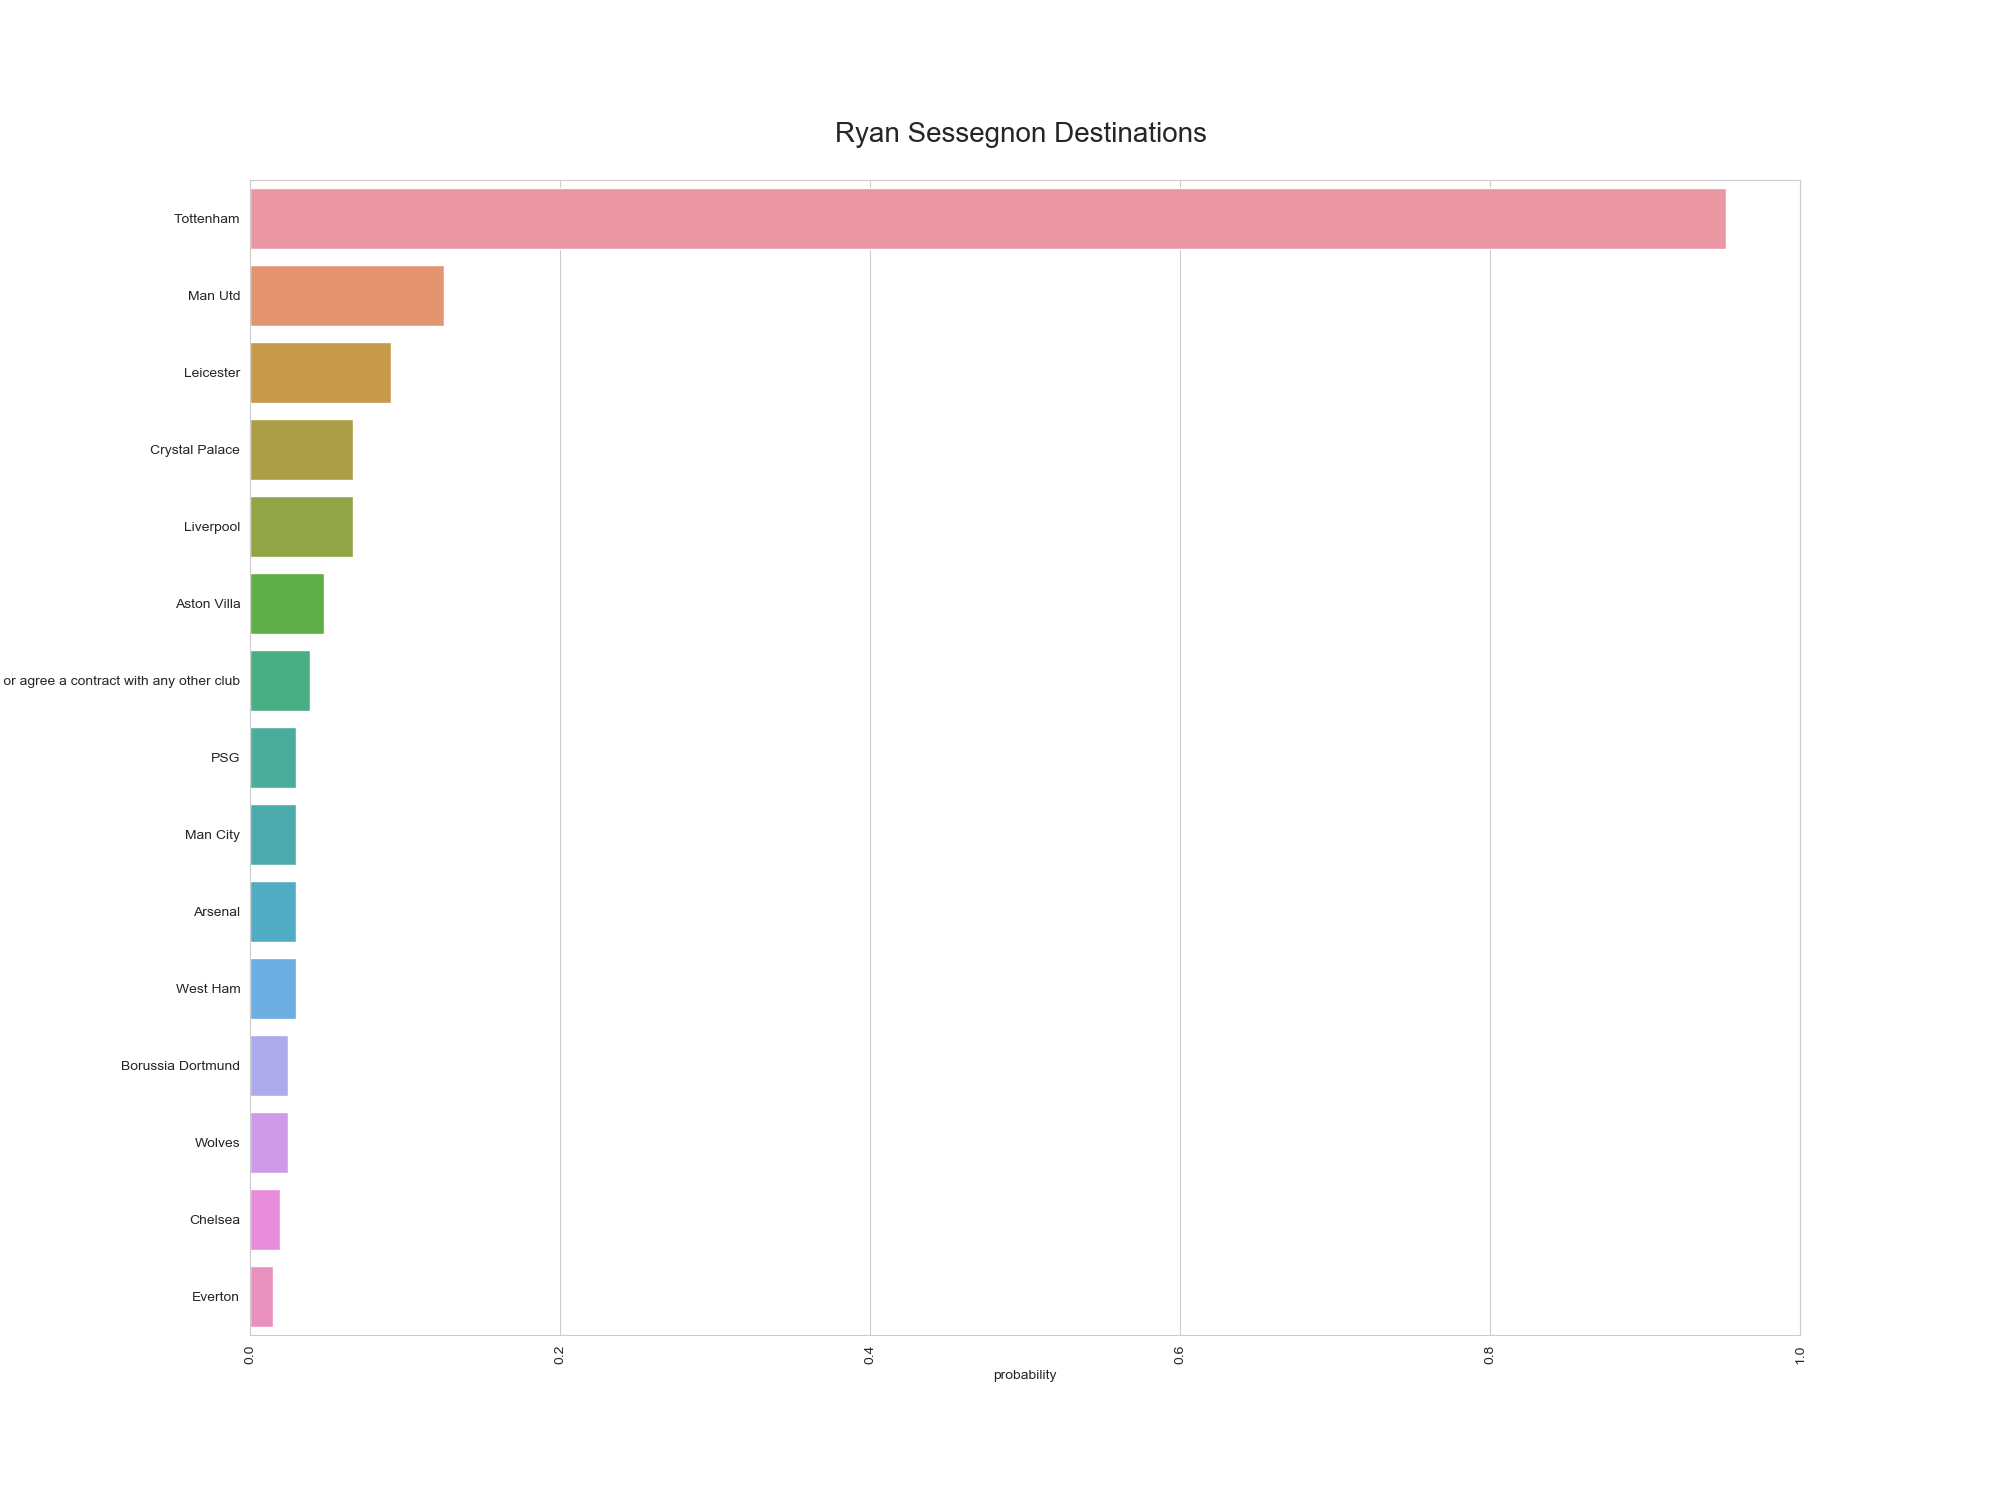 Ryan Sessegnon Destinations
Tottenham
Man Utd
Leicester
Crystal Palace
Liverpool
Aston Villa
or agree a contract with any other club
PSG
Man City
Arsenal
West Ham
Borussia Dortmund
Wolves
Chelsea
Everton
0.0
0.2
0.4
0.6
0.8
1.0
probability